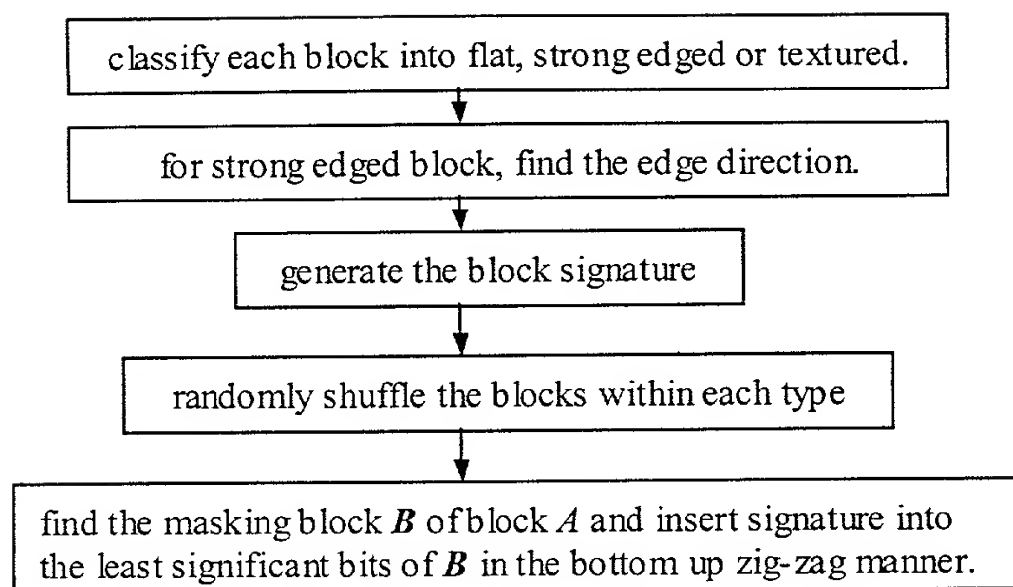 classify each block into flat, strong edged or textured.
for strong edged block, find the edge direction.
generate the block signature
randomly shuffle the blocks within each type
find the masking block B of block A and insert signature into
the least significant bits of B in the bottom up zig-zag manner.